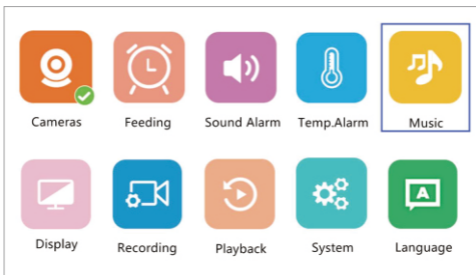 Cameras Feeding Sound Alarm Temp.Alarm Music
A
Display Recording Playback System Language